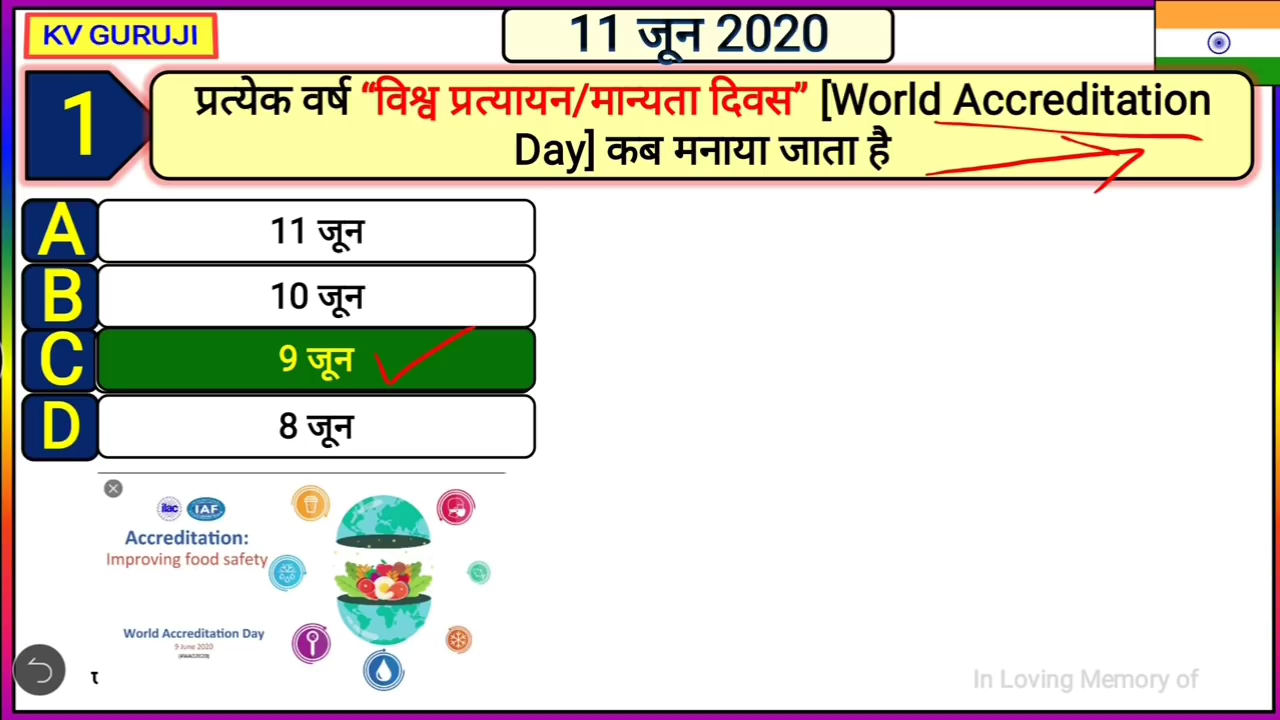 KV GURUJI
11 जून 2020
1
प्रत्येक वर्ष “विश्व प्रत्यायन/मान्यता दिवस” [World Accreditation
Day] कब मनाया जाता है
A
11 जून
B
10 जून
C
9 जून
D
8 जून
ilac
IAF
Accreditation:
Improving food safety
World Accreditation Day
9 June 2020
(#WAD2020)
τ
In Loving Memory of